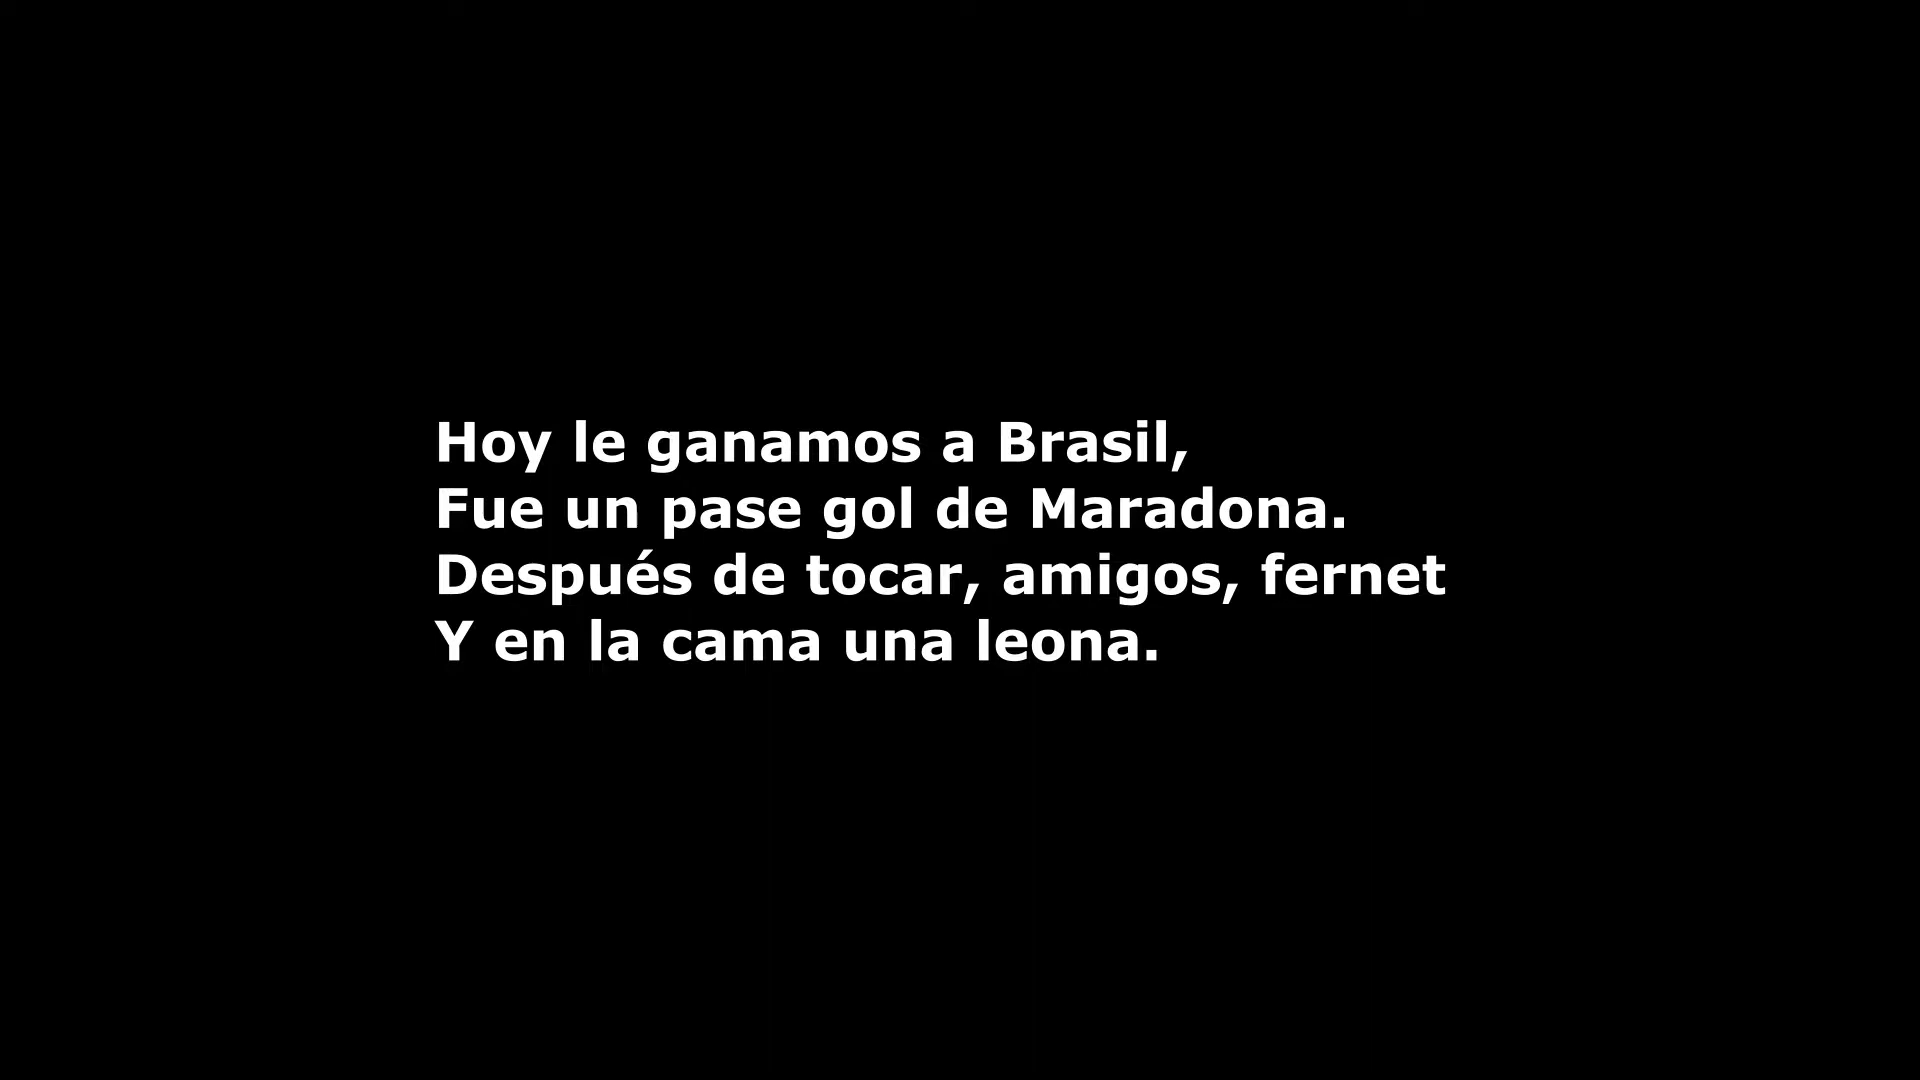 Hoy le ganamos a Brasil,
Fue un pase gol de Maradona.
Después de tocar, amigos, fernet
Y en la cama una leona.